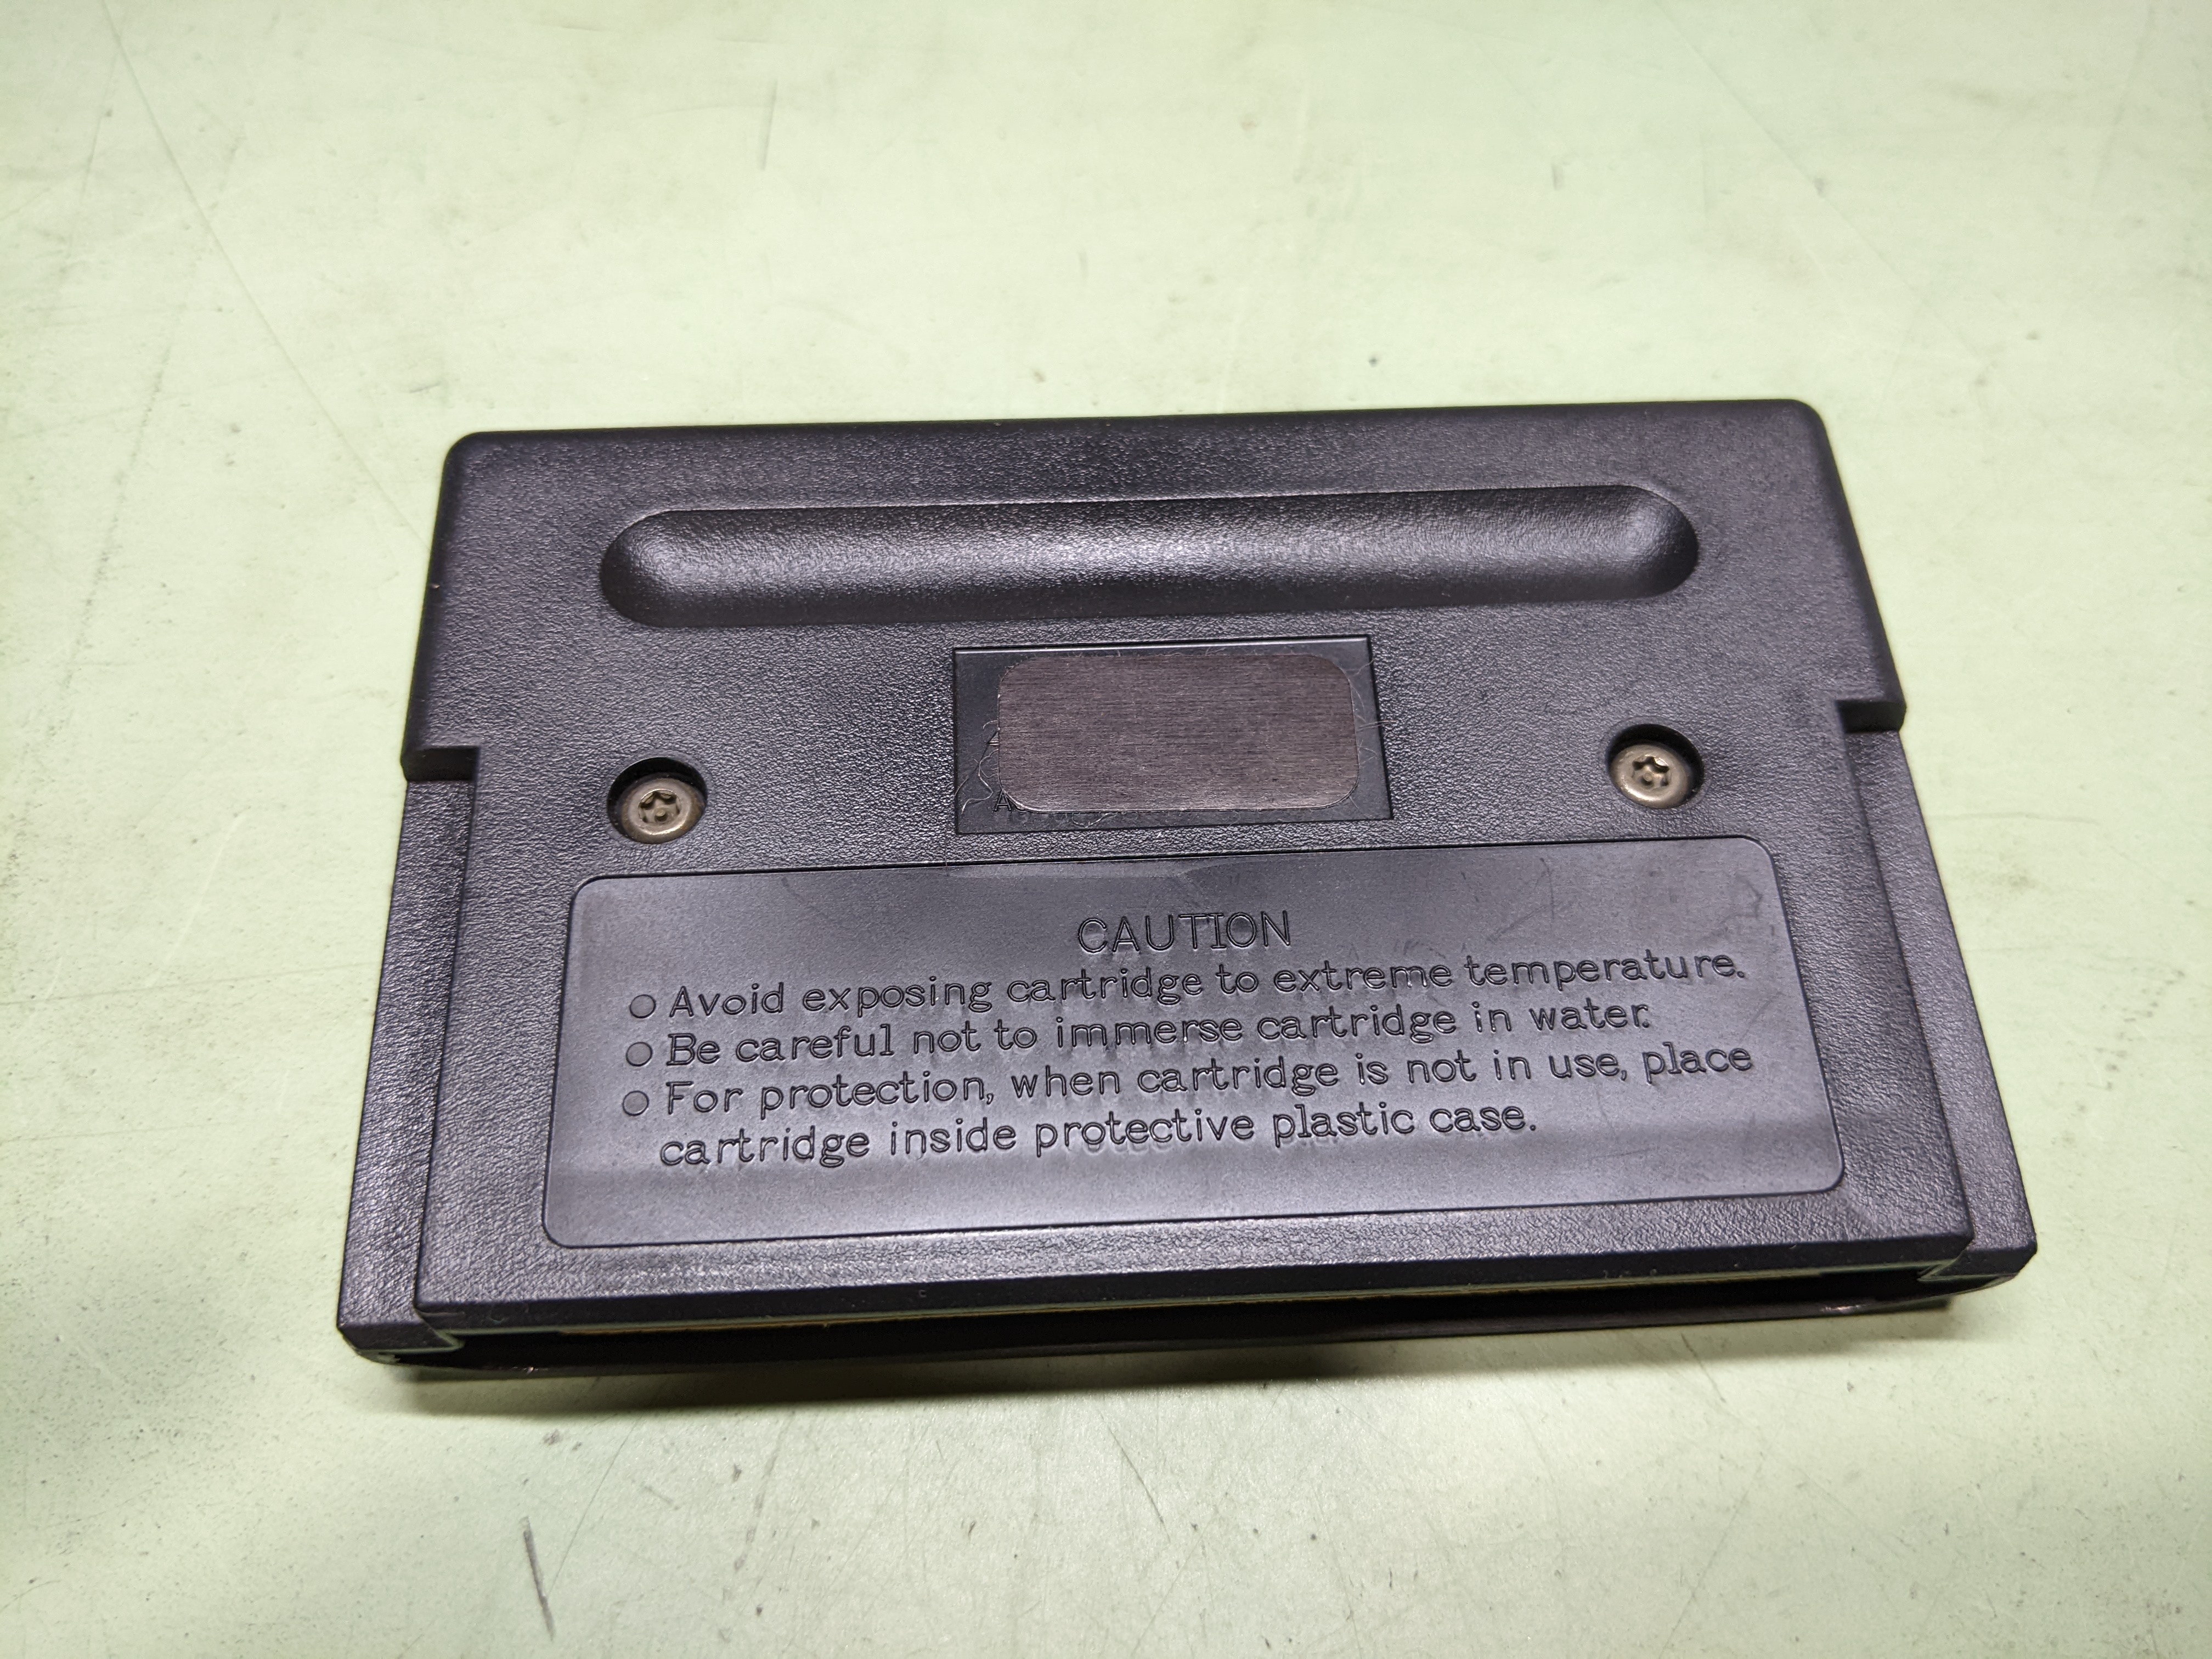 CAUTION
Avoid exposing cartridge to extreme temperature.
Be careful not to immerse cartridge in water.
For protection, when cartridge is not in use, place
cartridge inside protective plastic case.